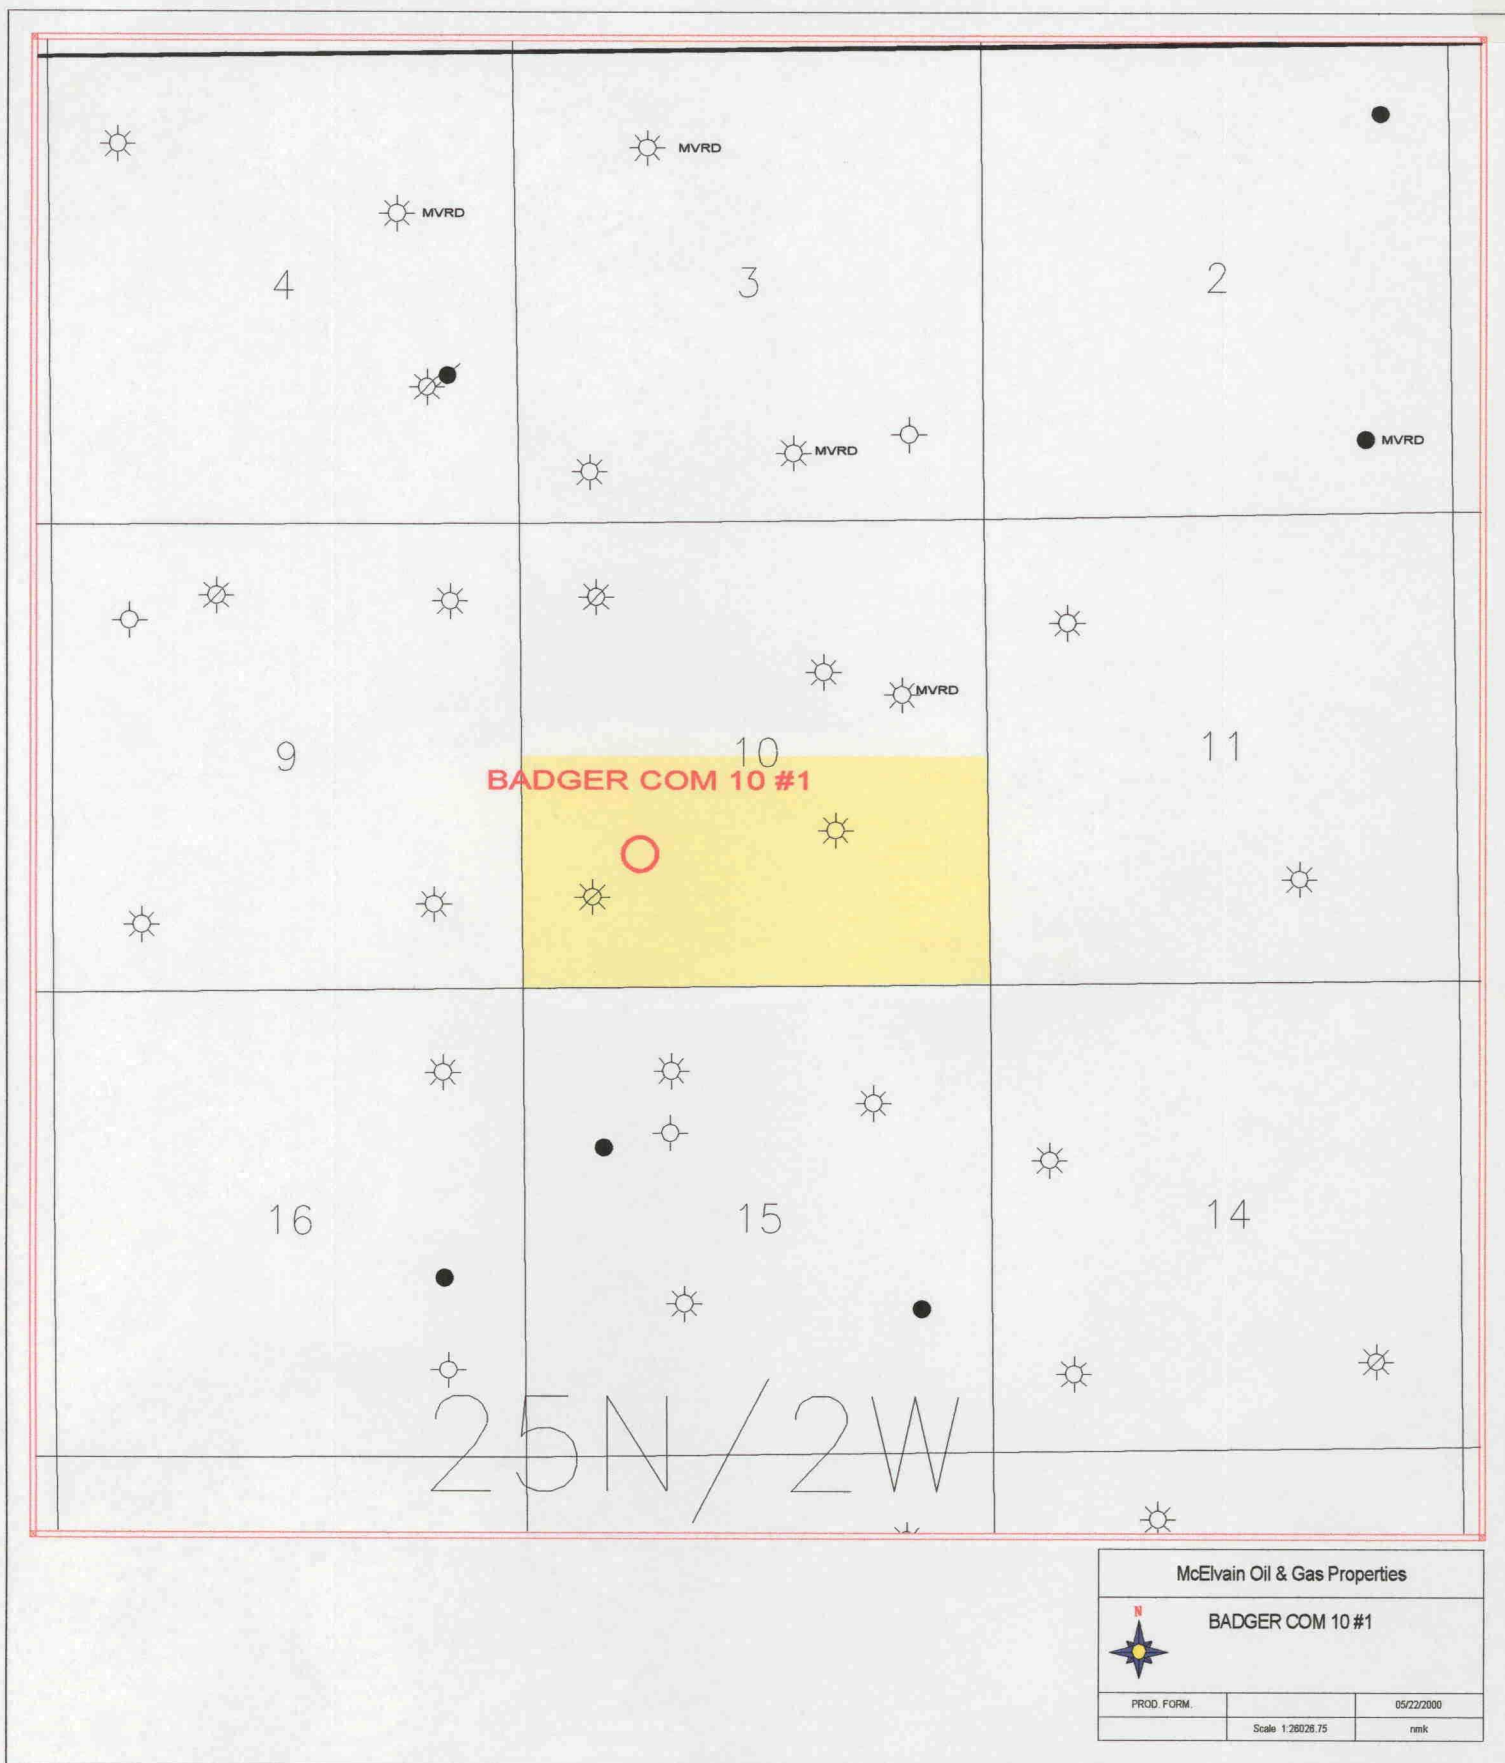 MVRD
MVRD
4
3
2
MVRD
MVRD
MVRD
9
10
11
BADGER COM 10 #1
16
15
14
25N/2W
McElvain Oil & Gas Properties
N
BADGER COM 10 #1
PROD. FORM.
05/22/2000
Scale 1:26026.75
nmk